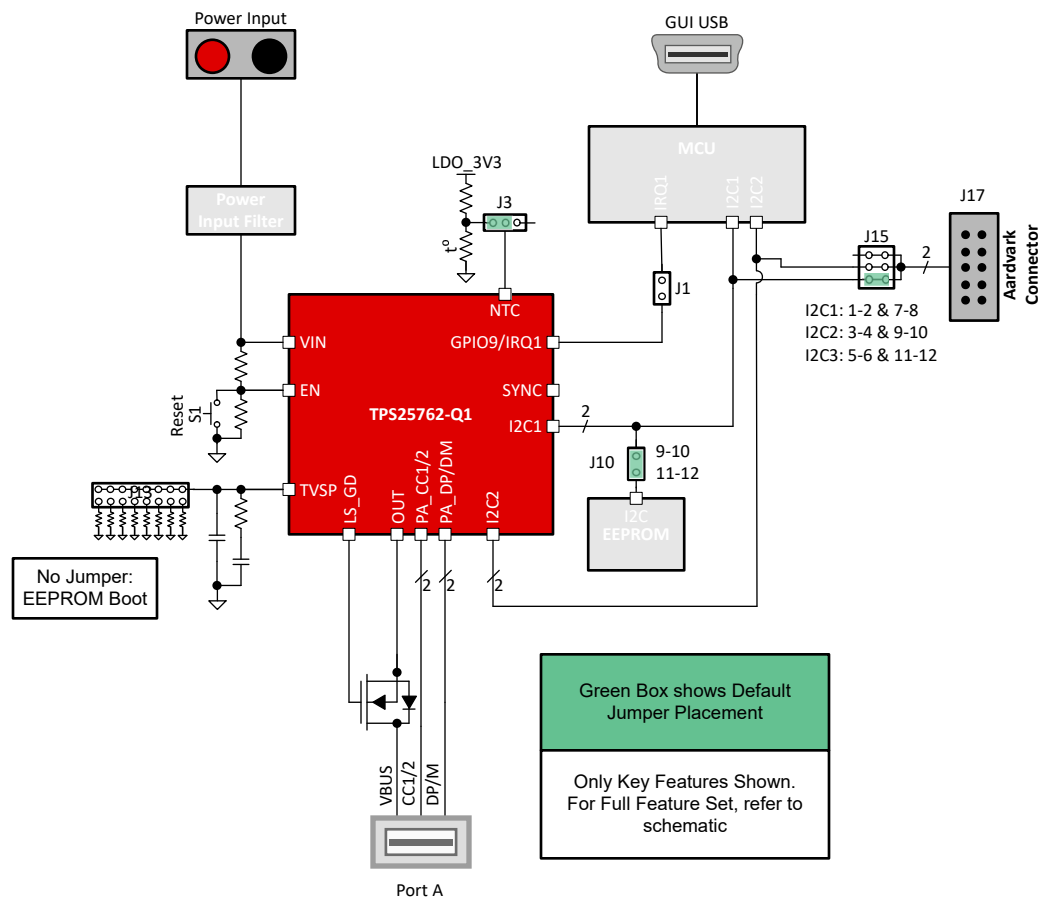 Power Input
GUI USB
Power
Input Filter
LDO_3V3
t°
J3
MCU
IRQ1
I2C1
I2C2
J17
Aardvark
Connector
J15
2
I2C1: 1-2 & 7-8
I2C2: 3-4 & 9-10
I2C3: 5-6 & 11-12
J1
NTC
VIN
GPIO9/IRQ1
EN
SYNC
Reset
S1
TPS25762-Q1
I2C1
2
J10
9-10
11-12
I2C
EEPROM
J13
TVSP
LS_GD
OUT
PA_CC1/2
PA_DP/DM
I2C2
2
2
2
No Jumper:
EEPROM Boot
VBUS
CC1/2
DP/M
Port A
Green Box shows Default
Jumper Placement
Only Key Features Shown.
For Full Feature Set, refer to
schematic